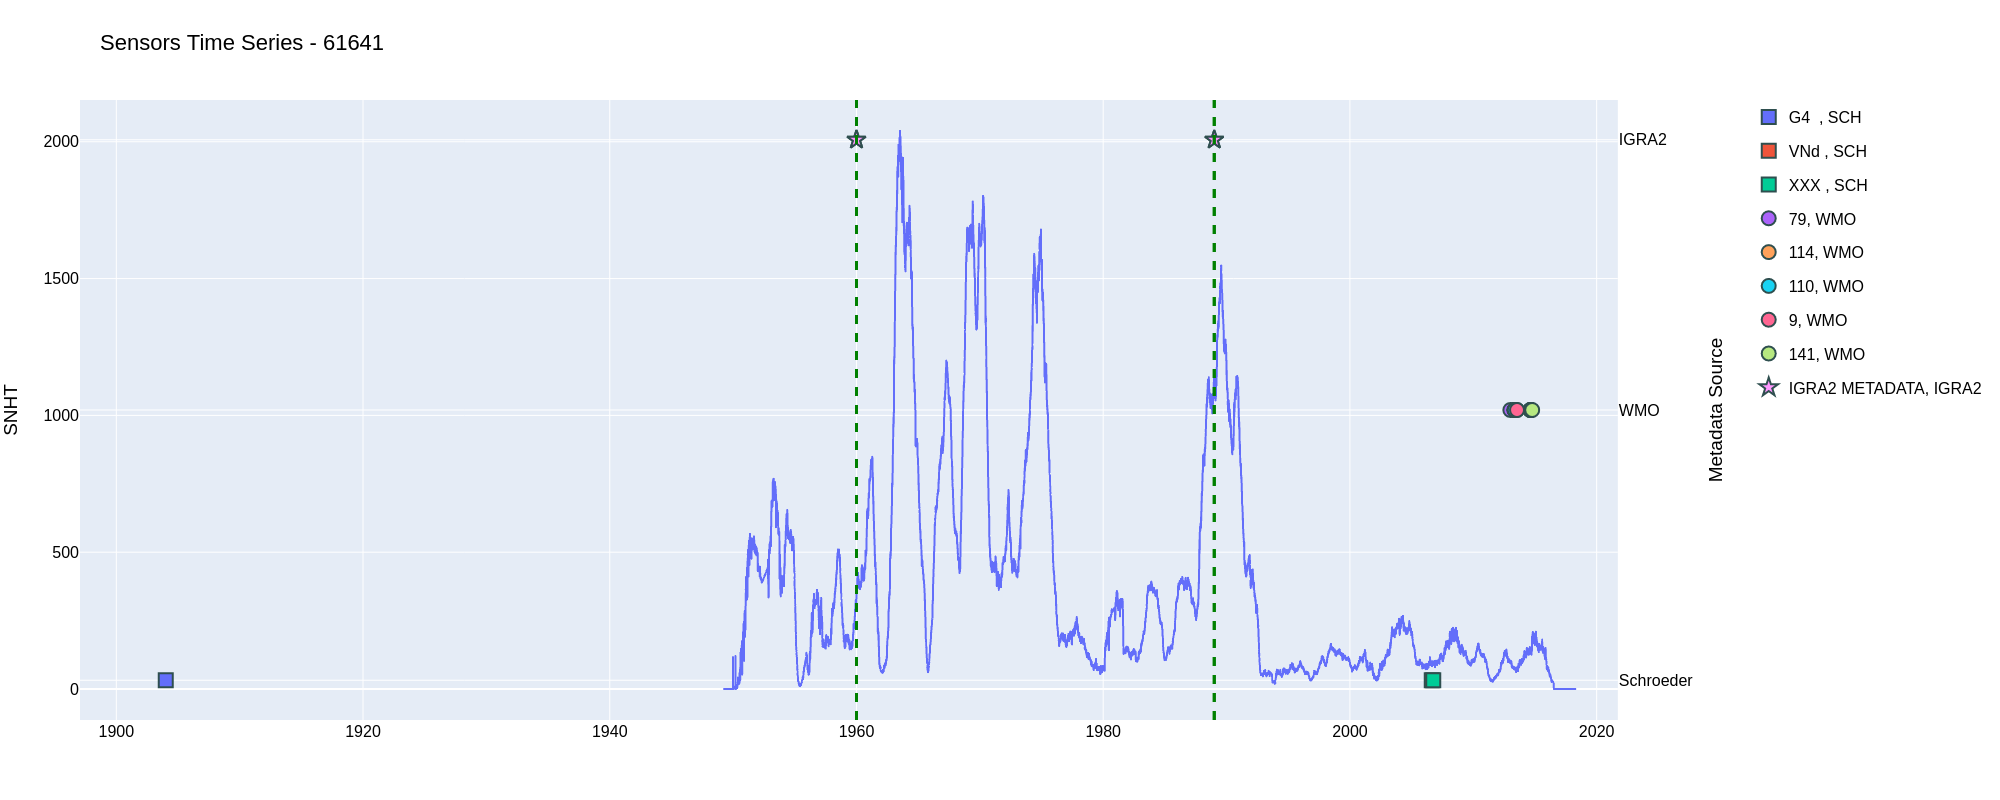 Sensors Time Series - 61641
2000
1500
1000
500
0
SNHT
1900
1920
1940
1960
1980
2000
2020
IGRA2
WMO
Schroeder
Metadata Source
G4 , SCH
VNd , SCH
XXX , SCH
79, WMO
114, WMO
110, WMO
9, WMO
141, WMO
IGRA2 METADATA, IGRA2